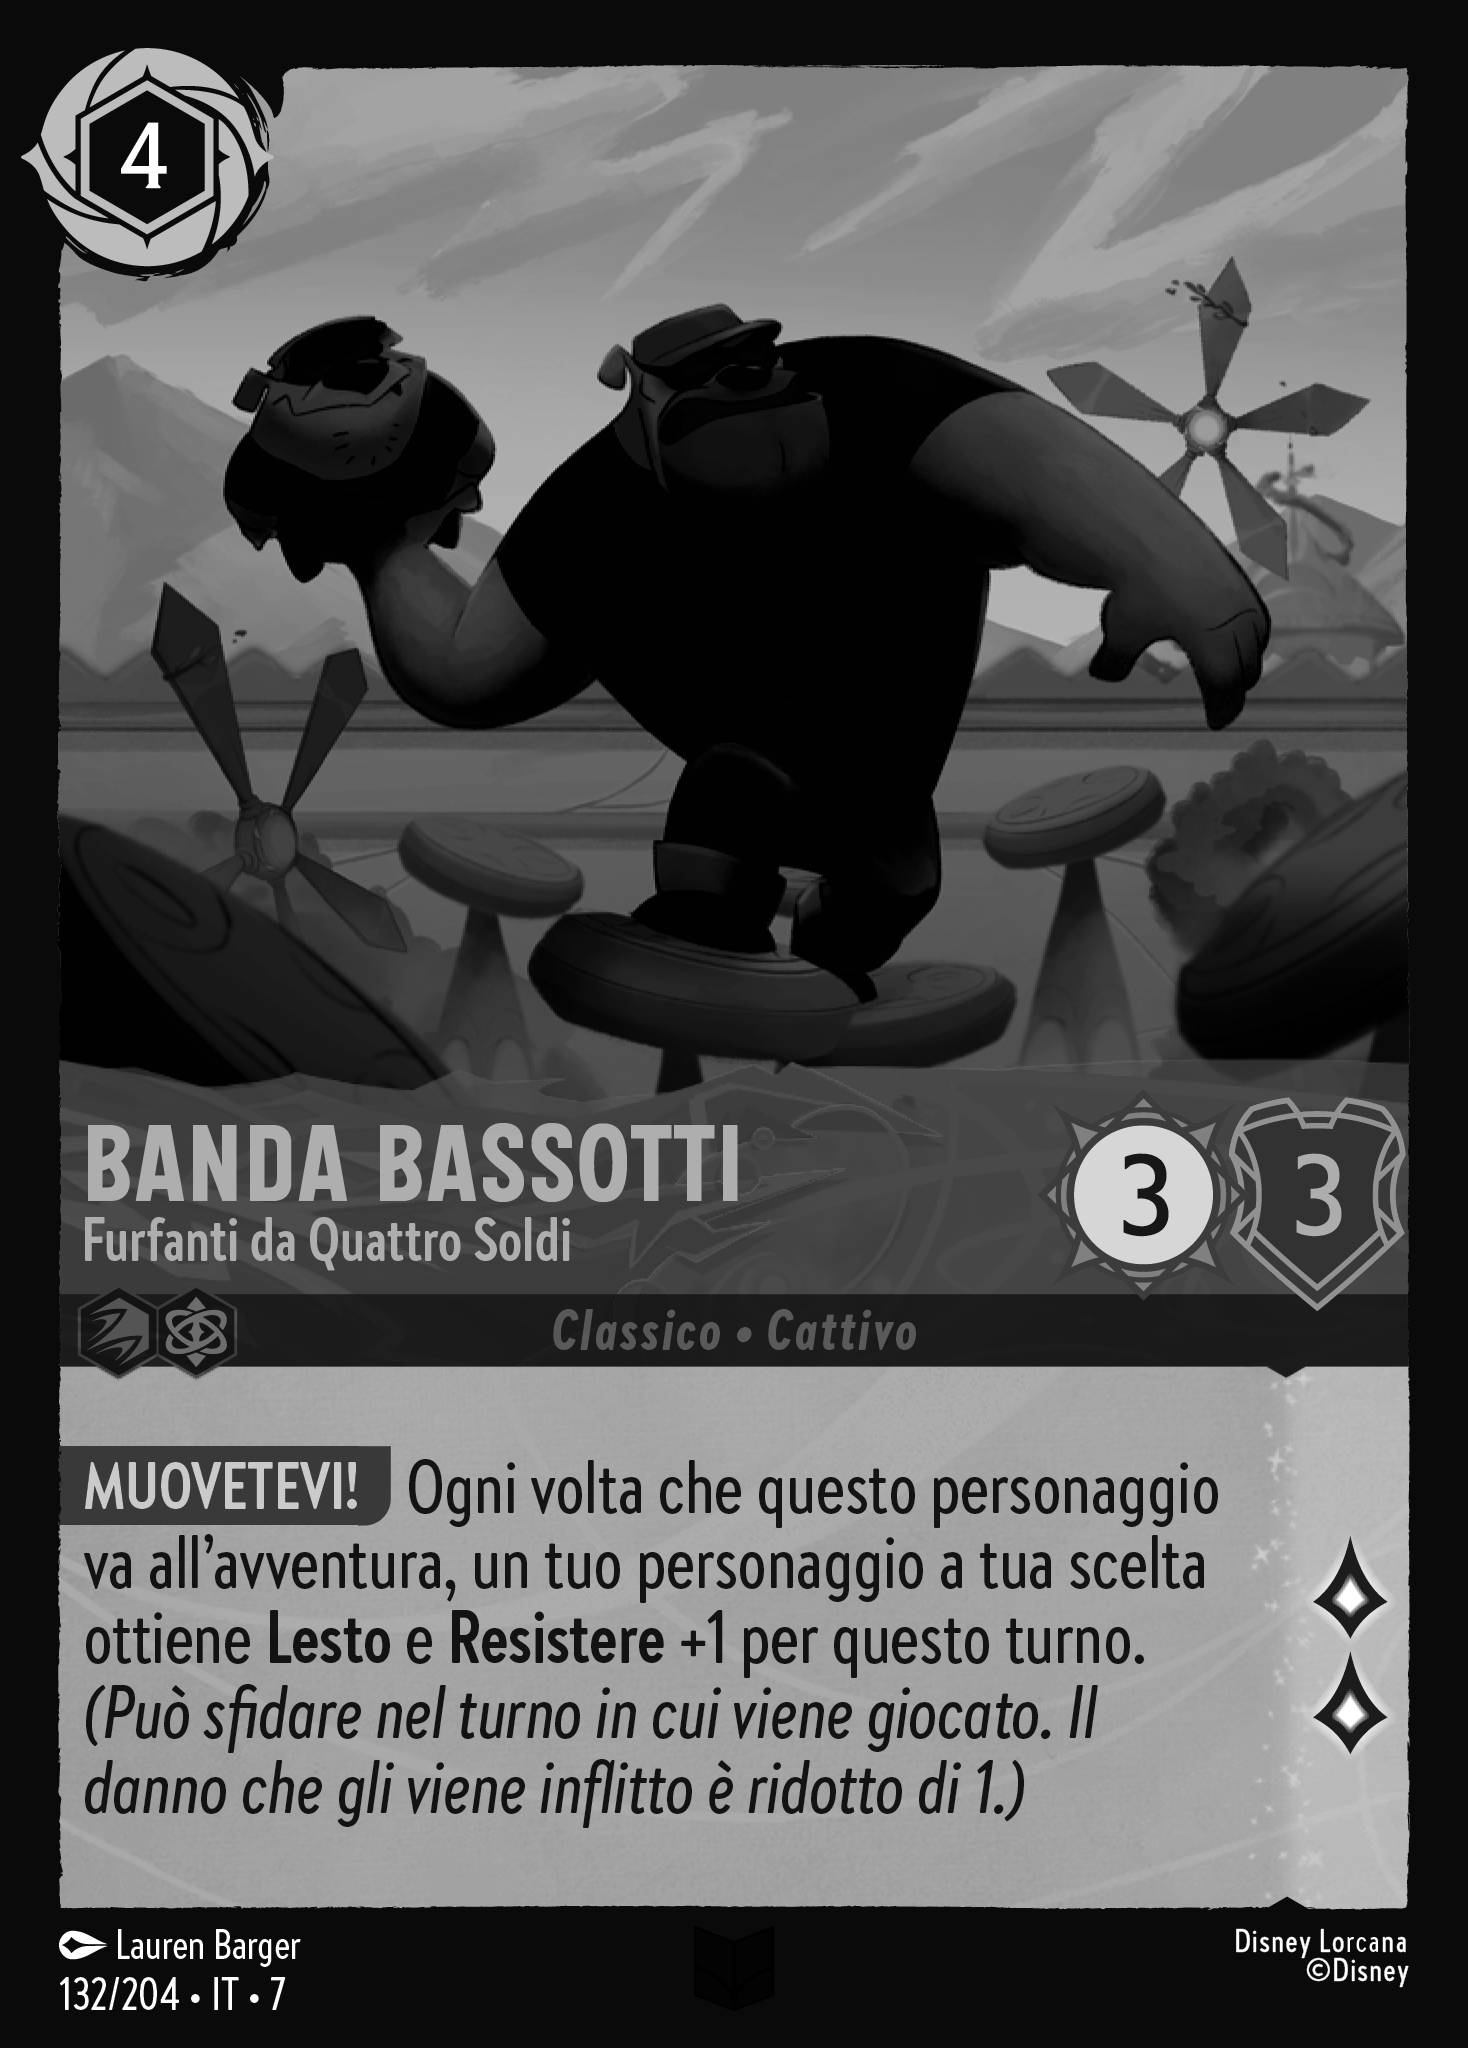 4
BANDA BASSOTTI
Furfanti da Quattro Soldi
3 3
Classico • Cattivo
MUOVETEVI! Ogni volta che questo personaggio
va all’avventura, un tuo personaggio a tua scelta
ottiene Lesto e Resistere +1 per questo turno.
(Può sfidare nel turno in cui viene giocato. Il
danno che gli viene inflitto è ridotto di 1.)
Lauren Barger
132/204 • IT • 7
Disney Lorcana
©Disney